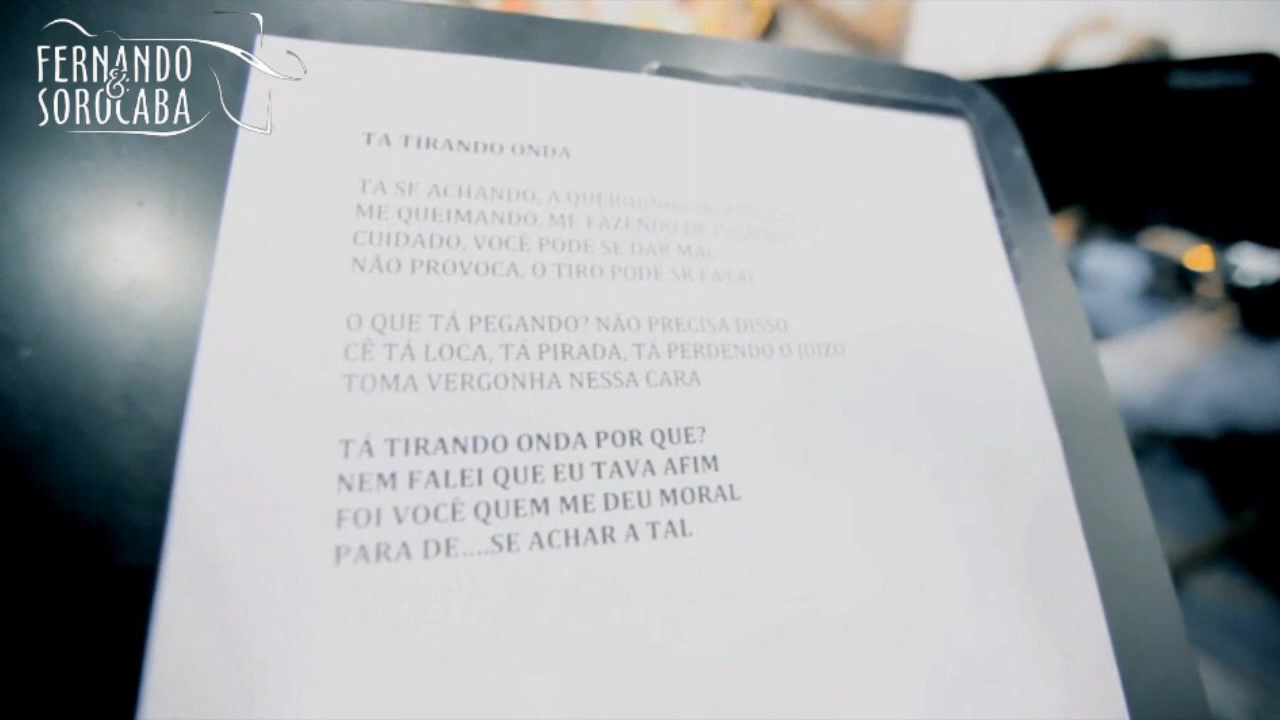 FERNANDO
&
SOROCABA
TA TIRANDO ONDA
TÁ SE ACHANDO, A
ME QUEIMANDO, ME FAZENDO DE
CUIDADO, VOCÊ PODE SE DAR MAL
NÃO PROVOCA, O TIRO PODE SR FATAL
O QUE TÁ PEGANDO? NÃO PRECISA DISSO
CÊ TÁ LOCA, TÁ PIRADA, TÁ PERDENDO O JUIZO
TOMA VERGONHA NESSA CARA
TÁ TIRANDO ONDA POR QUE?
NEM FALEI QUE EU TAVA AFIM
FOI VOCÊ QUEM ME DEU MORAL
PARA DE....SE ACHAR A TAL